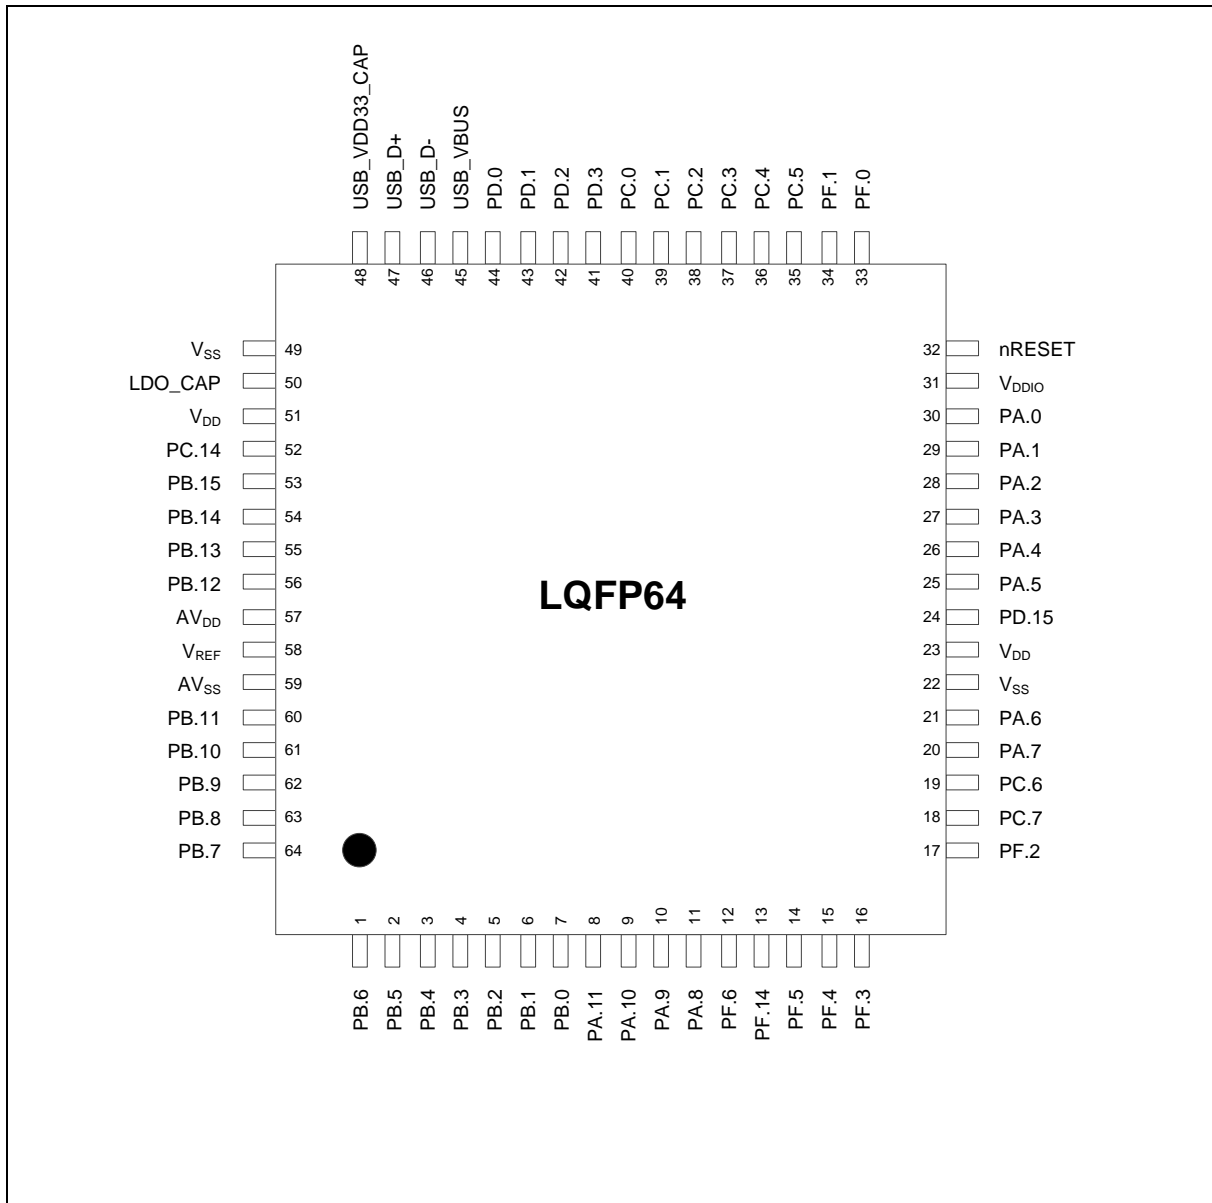 USB_VDD33_CAP
USB_D+
USB_D-
USB_VBUS
PD.0
PD.1
PD.2
PD.3
PC.0
PC.1
PC.2
PC.3
PC.4
PC.5
PF.1
PF.0
48
47
46
45
44
43
42
41
40
39
38
37
36
35
34
33
VSS 49
LDO_CAP 50
VDD 51
PC.14 52
PB.15 53
PB.14 54
PB.13 55
PB.12 56
AVDD 57
VREF 58
AVSS 59
PB.11 60
PB.10 61
PB.9 62
PB.8 63
PB.7 64
LQFP64
32 nRESET
31 VDDIO
30 PA.0
29 PA.1
28 PA.2
27 PA.3
26 PA.4
25 PA.5
24 PD.15
23 VDD
22 VSS
21 PA.6
20 PA.7
19 PC.6
18 PC.7
17 PF.2
1
2
3
4
5
6
7
8
9
10
11
12
13
14
15
16
PB.6
PB.5
PB.4
PB.3
PB.2
PB.1
PB.0
PA.11
PA.10
PA.9
PA.8
PF.6
PF.14
PF.5
PF.4
PF.3